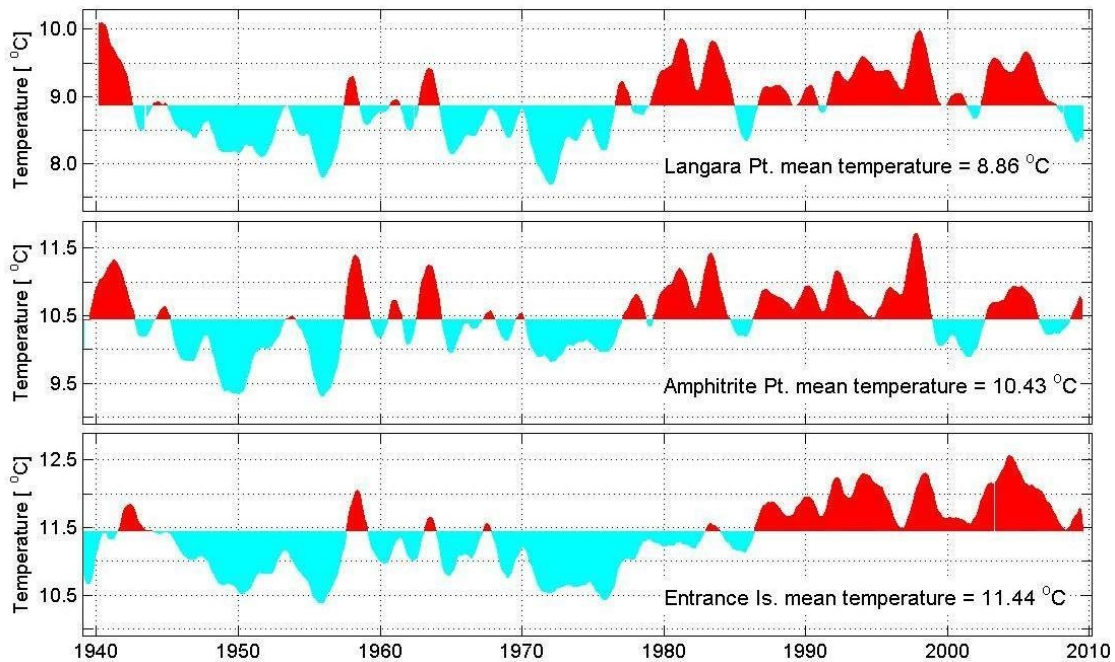 Temperature [ °C]
10.0
9.0
8.0
Langara Pt. mean temperature = 8.86 °C
Temperature [ °C]
11.5
10.5
9.5
Amphitrite Pt. mean temperature = 10.43 °C
Temperature [ °C]
12.5
11.5
10.5
Entrance Is. mean temperature = 11.44 °C
1940 1950 1960 1970 1980 1990 2000 2010